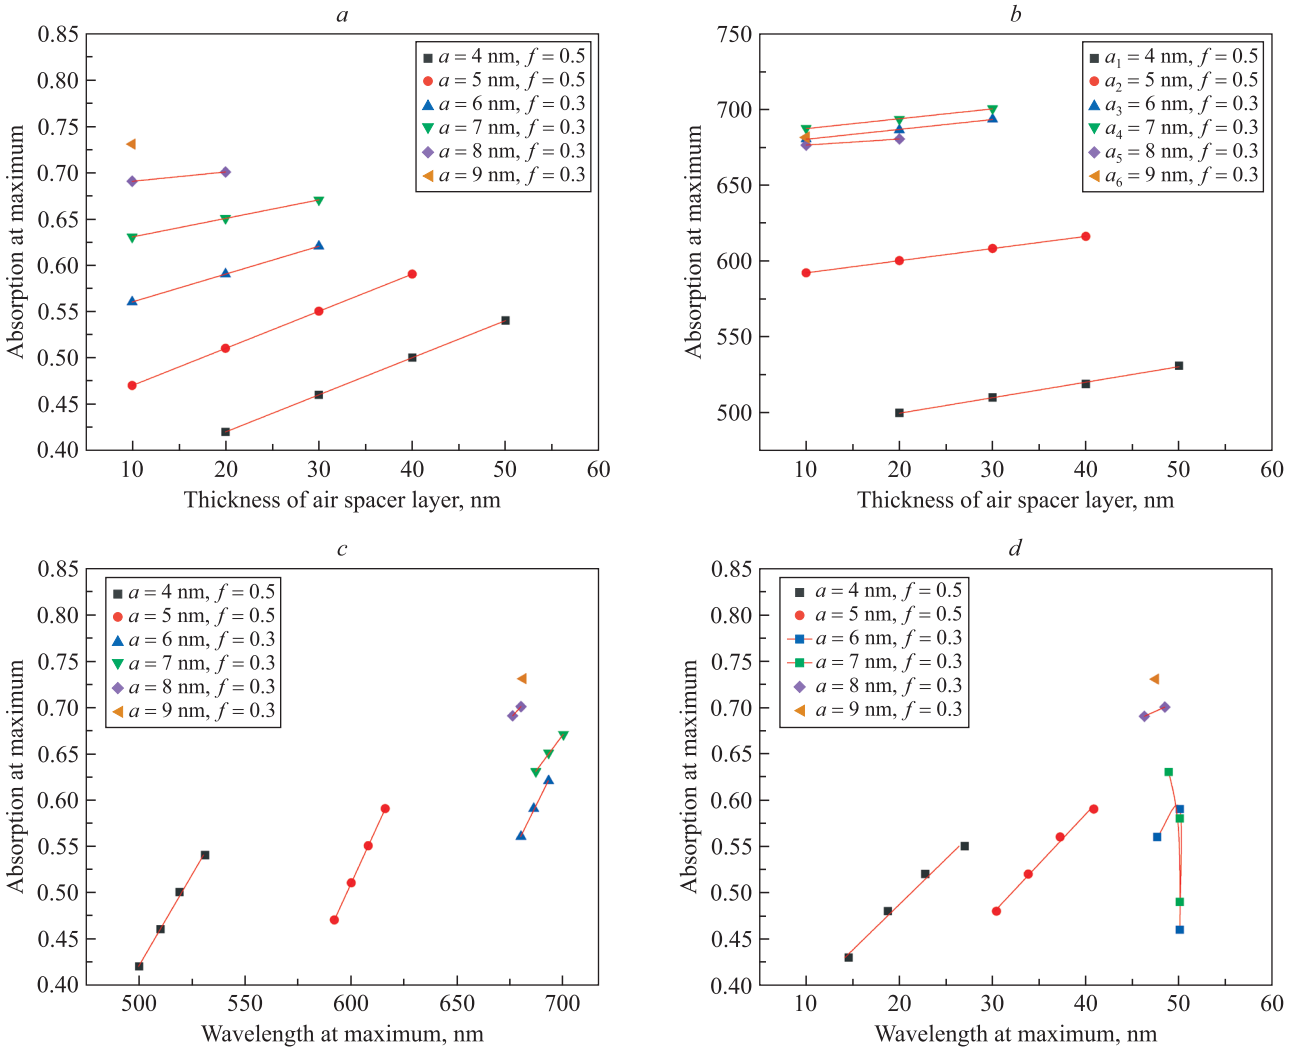 a
0.85
0.80
0.75
0.70
0.65
0.60
0.55
0.50
0.45
0.40
Absorption at maximum
a = 4 nm, f = 0.5
a = 5 nm, f = 0.5
a = 6 nm, f = 0.3
a = 7 nm, f = 0.3
a = 8 nm, f = 0.3
a = 9 nm, f = 0.3
10 20 30 40 50 60
Thickness of air spacer layer, nm
b
750
700
650
600
550
500
Absorption at maximum
a₁ = 4 nm, f = 0.5
a₂ = 5 nm, f = 0.5
a₃ = 6 nm, f = 0.3
a₄ = 7 nm, f = 0.3
a₅ = 8 nm, f = 0.3
a₆ = 9 nm, f = 0.3
10 20 30 40 50 60
Thickness of air spacer layer, nm
c
0.85
0.80
0.75
0.70
0.65
0.60
0.55
0.50
0.45
0.40
Absorption at maximum
a = 4 nm, f = 0.5
a = 5 nm, f = 0.5
a = 6 nm, f = 0.3
a = 7 nm, f = 0.3
a = 8 nm, f = 0.3
a = 9 nm, f = 0.3
500 550 600 650 700
Wavelength at maximum, nm
d
0.85
0.80
0.75
0.70
0.65
0.60
0.55
0.50
0.45
0.40
Absorption at maximum
a = 4 nm, f = 0.5
a = 5 nm, f = 0.5
a = 6 nm, f = 0.3
a = 7 nm, f = 0.3
a = 8 nm, f = 0.3
a = 9 nm, f = 0.3
10 20 30 40 50 60
Wavelength at maximum, nm